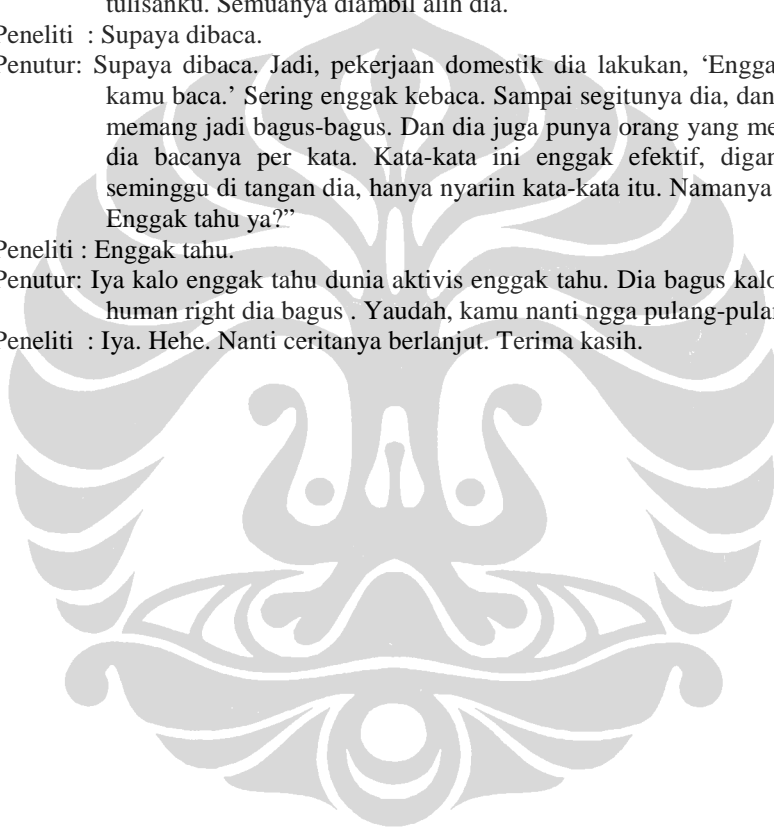 tulisanku. Semuanya diambil alih dia.
Peneliti : Supaya dibaca.
Penutur: Supaya dibaca. Jadi, pekerjaan domestik dia lakukan, ‘Engga
kamu baca.’ Sering enggak kebaca. Sampai segitunya dia, dan
memang jadi bagus-bagus. Dan dia juga punya orang yang me
dia bacanya per kata. Kata-kata ini enggak efektif, digan
seminggu di tangan dia, hanya nyariin kata-kata itu. Namanya
Enggak tahu ya?”
Peneliti : Enggak tahu.
Penutur: Iya kalo enggak tahu dunia aktivis enggak tahu. Dia bagus kalo
human right dia bagus . Yaudah, kamu nanti ngga pulang-pulan
Peneliti : Iya. Hehe. Nanti ceritanya berlanjut. Terima kasih.